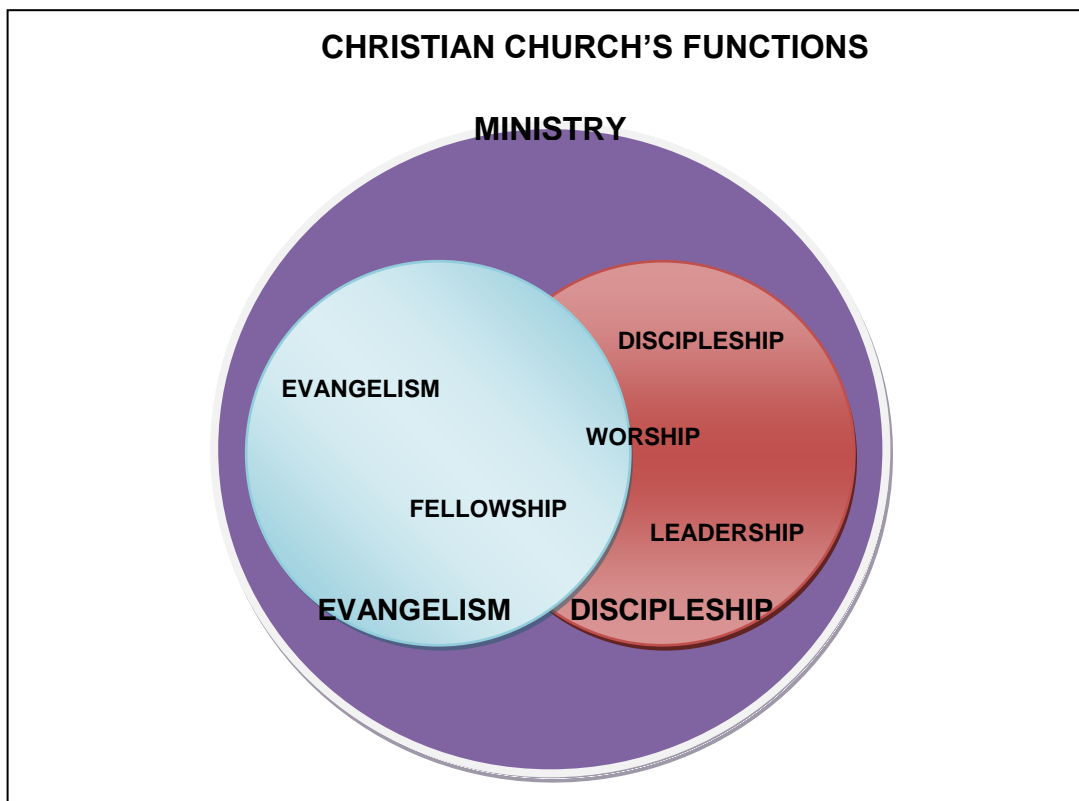 CHRISTIAN CHURCH’S FUNCTIONS
MINISTRY
DISCIPLESHIP
EVANGELISM
WORSHIP
FELLOWSHIP
LEADERSHIP
EVANGELISM
DISCIPLESHIP